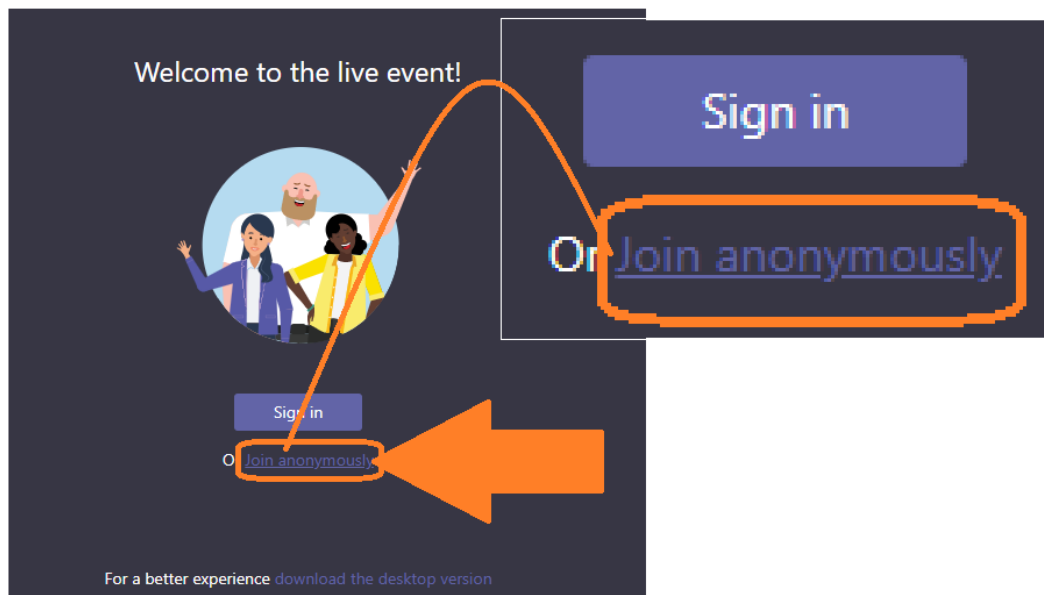 Welcome to the live event!
Sign in
Or Join anonymously
For a better experience download the desktop version
Sign in
Or Join anonymously